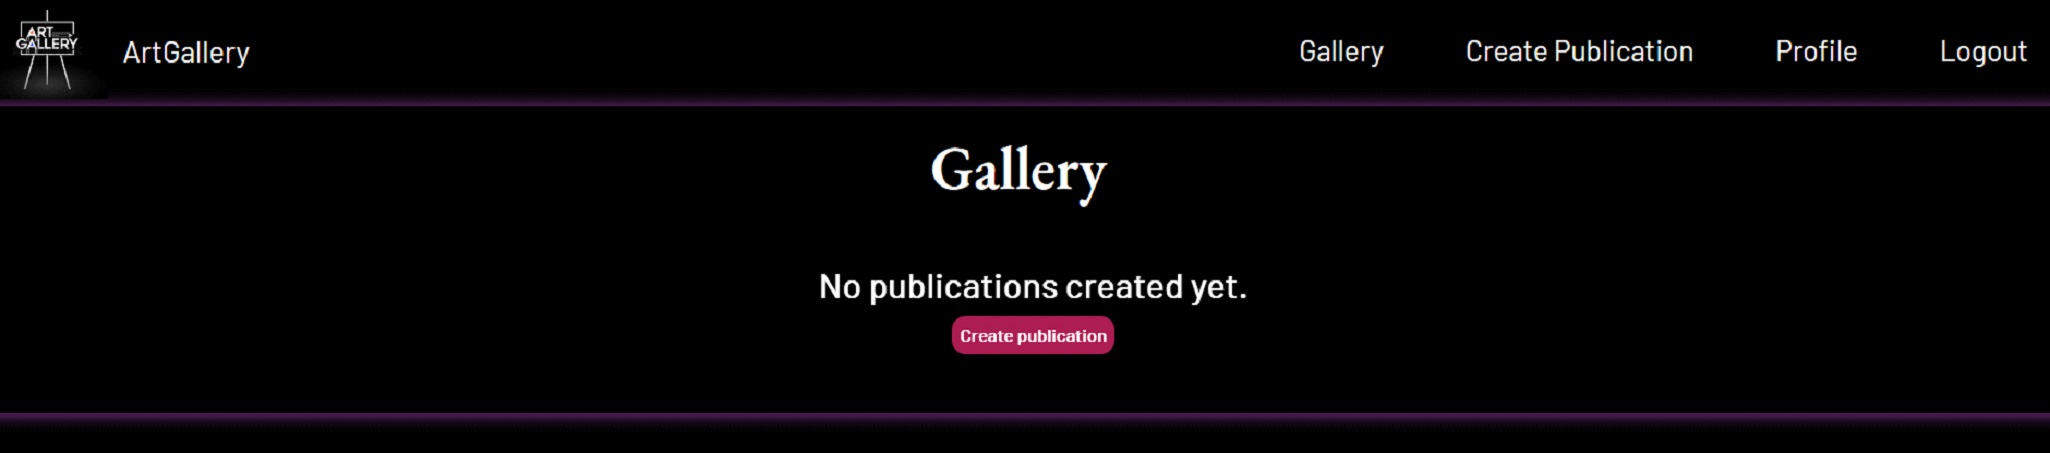 ART
GALLERY
ArtGallery
Gallery
Create Publication
Profile
Logout
Gallery
No publications created yet.
Create publication